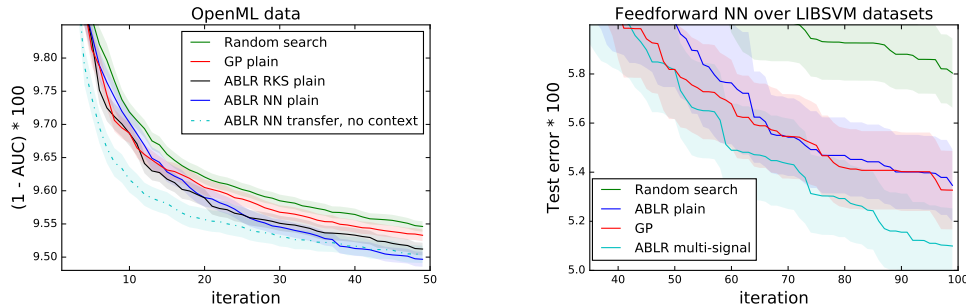 OpenML data
(1 - AUC) * 100
9.80
9.75
9.70
9.65
9.60
9.55
9.50
Random search
GP plain
ABLR RKS plain
ABLR NN plain
ABLR NN transfer, no context
10
20
30
40
50
iteration
Feedforward NN over LIBSVM datasets
Test error * 100
5.8
5.6
5.4
5.2
5.0
Random search
ABLR plain
GP
ABLR multi-signal
40
50
60
70
80
90
100
iteration